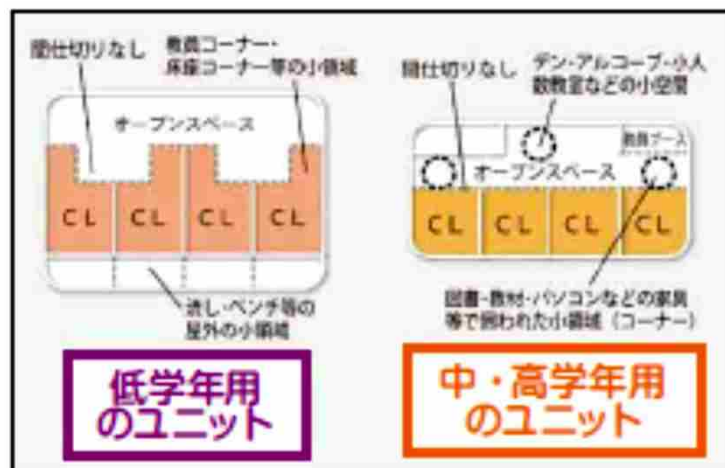 間仕切りなし
教員コーナー・
床座コーナー等の小領域
オープンスペース
CL CL CL CL
流し・ベンチ等の
屋外の小領域
低学年用
のユニット
間仕切りなし
デン・アルコーブ・小人
数教室などの小空間
教員ブース
オープンスペース
CL CL CL CL
図書・教材・パソコンなどの家具
等で囲われた小領域（コーナー）
中・高学年用
のユニット